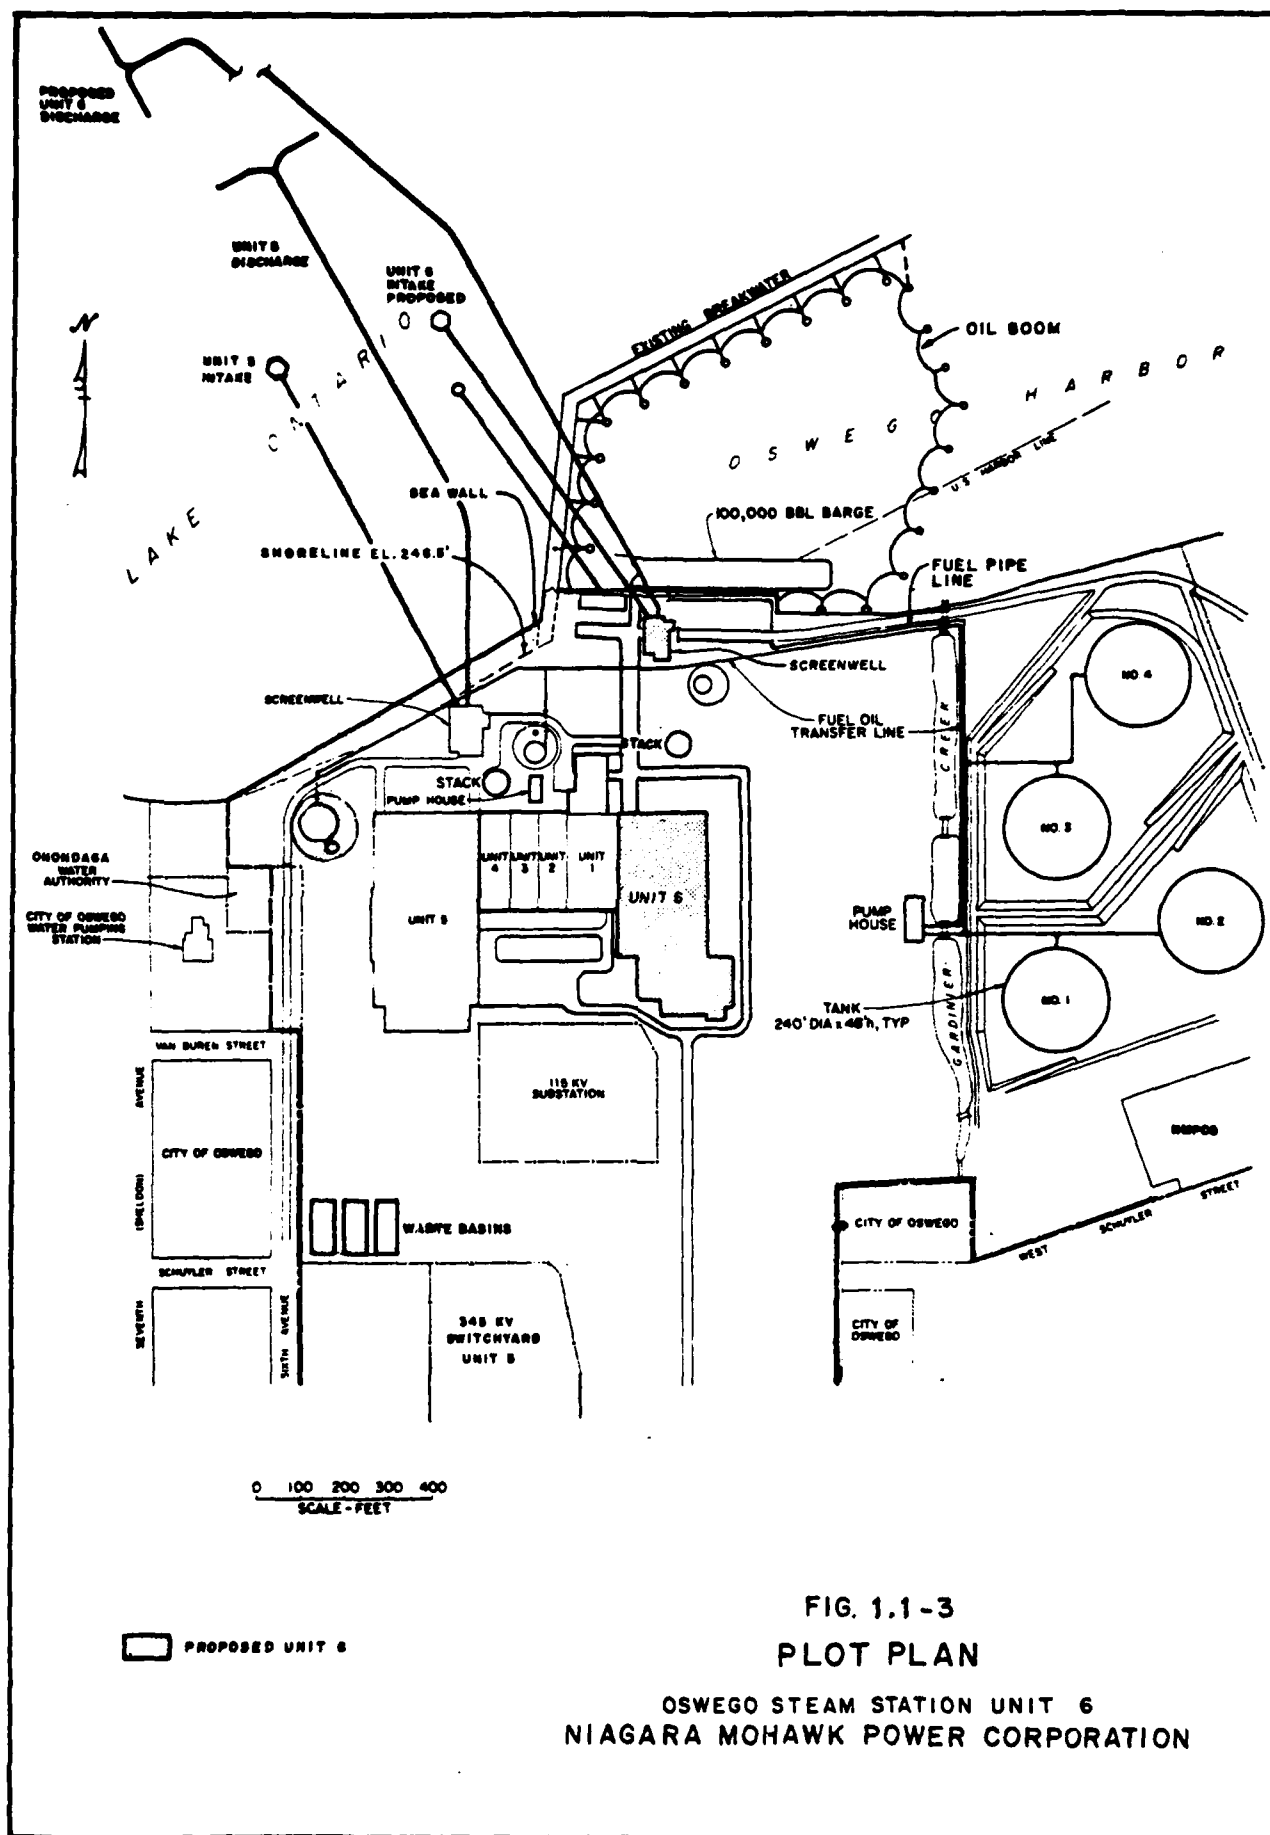 PROPOSED
UNIT 6
DISCHARGE
UNIT 5
DISCHARGE
UNIT 6
INTAKE
PROPOSED
N
UNIT 5
INTAKE
LAKE ONTARIO
EXISTING BREAKWATER
OIL BOOM
OSWEGO HARBOR
U.S. HARBOR LINE
SEA WALL
100,000 BBL BARGE
SHORELINE EL. 246.5'
FUEL PIPE
LINE
SCREENWELL
SCREENWELL
FUEL OIL
TRANSFER LINE
STACK
STACK
PUMP HOUSE
NO. 4
NO. 3
NO. 2
NO. 1
CREEK
GARDINIER
ONONDAGA
WATER
AUTHORITY
CITY OF OSWEGO
WATER PUMPING
STATION
UNIT 5
UNIT
4
UNIT
3
UNIT
2
UNIT
1
UNIT 6
PUMP
HOUSE
TANK
240' DIA x 48'h, TYP
VAN BUREN STREET
115 KV
SUBSTATION
CITY OF OSWEGO
AVENUE
(SHELDON)
SEVENTH
WASTE BASINS
SCHUYLER STREET
SIXTH AVENUE
345 KV
SWITCHYARD
UNIT 5
NMPCO
CITY OF OSWEGO
WEST SCHUYLER STREET
CITY OF
OSWEGO
0 100 200 300 400
SCALE - FEET
PROPOSED UNIT 6
FIG. 1.1-3
PLOT PLAN
OSWEGO STEAM STATION UNIT 6
NIAGARA MOHAWK POWER CORPORATION